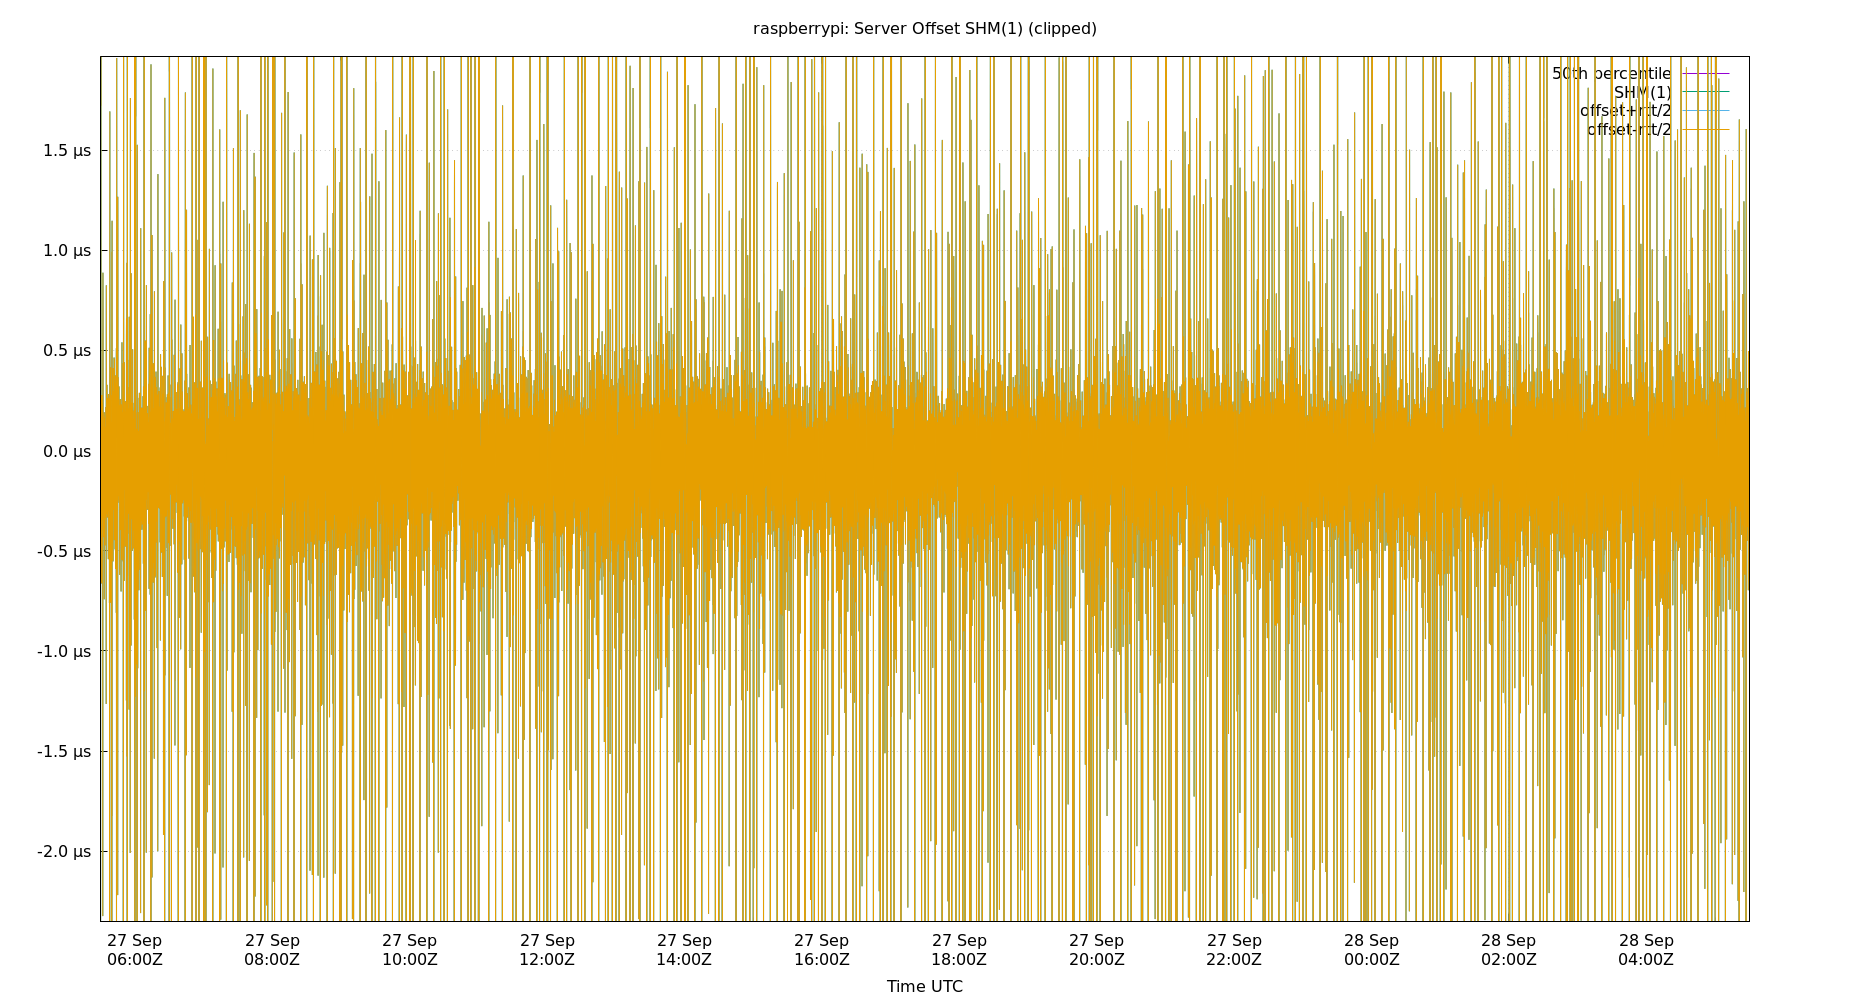 raspberrypi: Server Offset SHM(1) (clipped)
50th percentile
SHM(1)
offset+rtt/2
offset-rtt/2
1.5 µs
1.0 µs
0.5 µs
0.0 µs
-0.5 µs
-1.0 µs
-1.5 µs
-2.0 µs
27 Sep 27 Sep 27 Sep 27 Sep 27 Sep 27 Sep 27 Sep 27 Sep 27 Sep 28 Sep 28 Sep 28 Sep
06:00Z 08:00Z 10:00Z 12:00Z 14:00Z 16:00Z 18:00Z 20:00Z 22:00Z 00:00Z 02:00Z 04:00Z
Time UTC